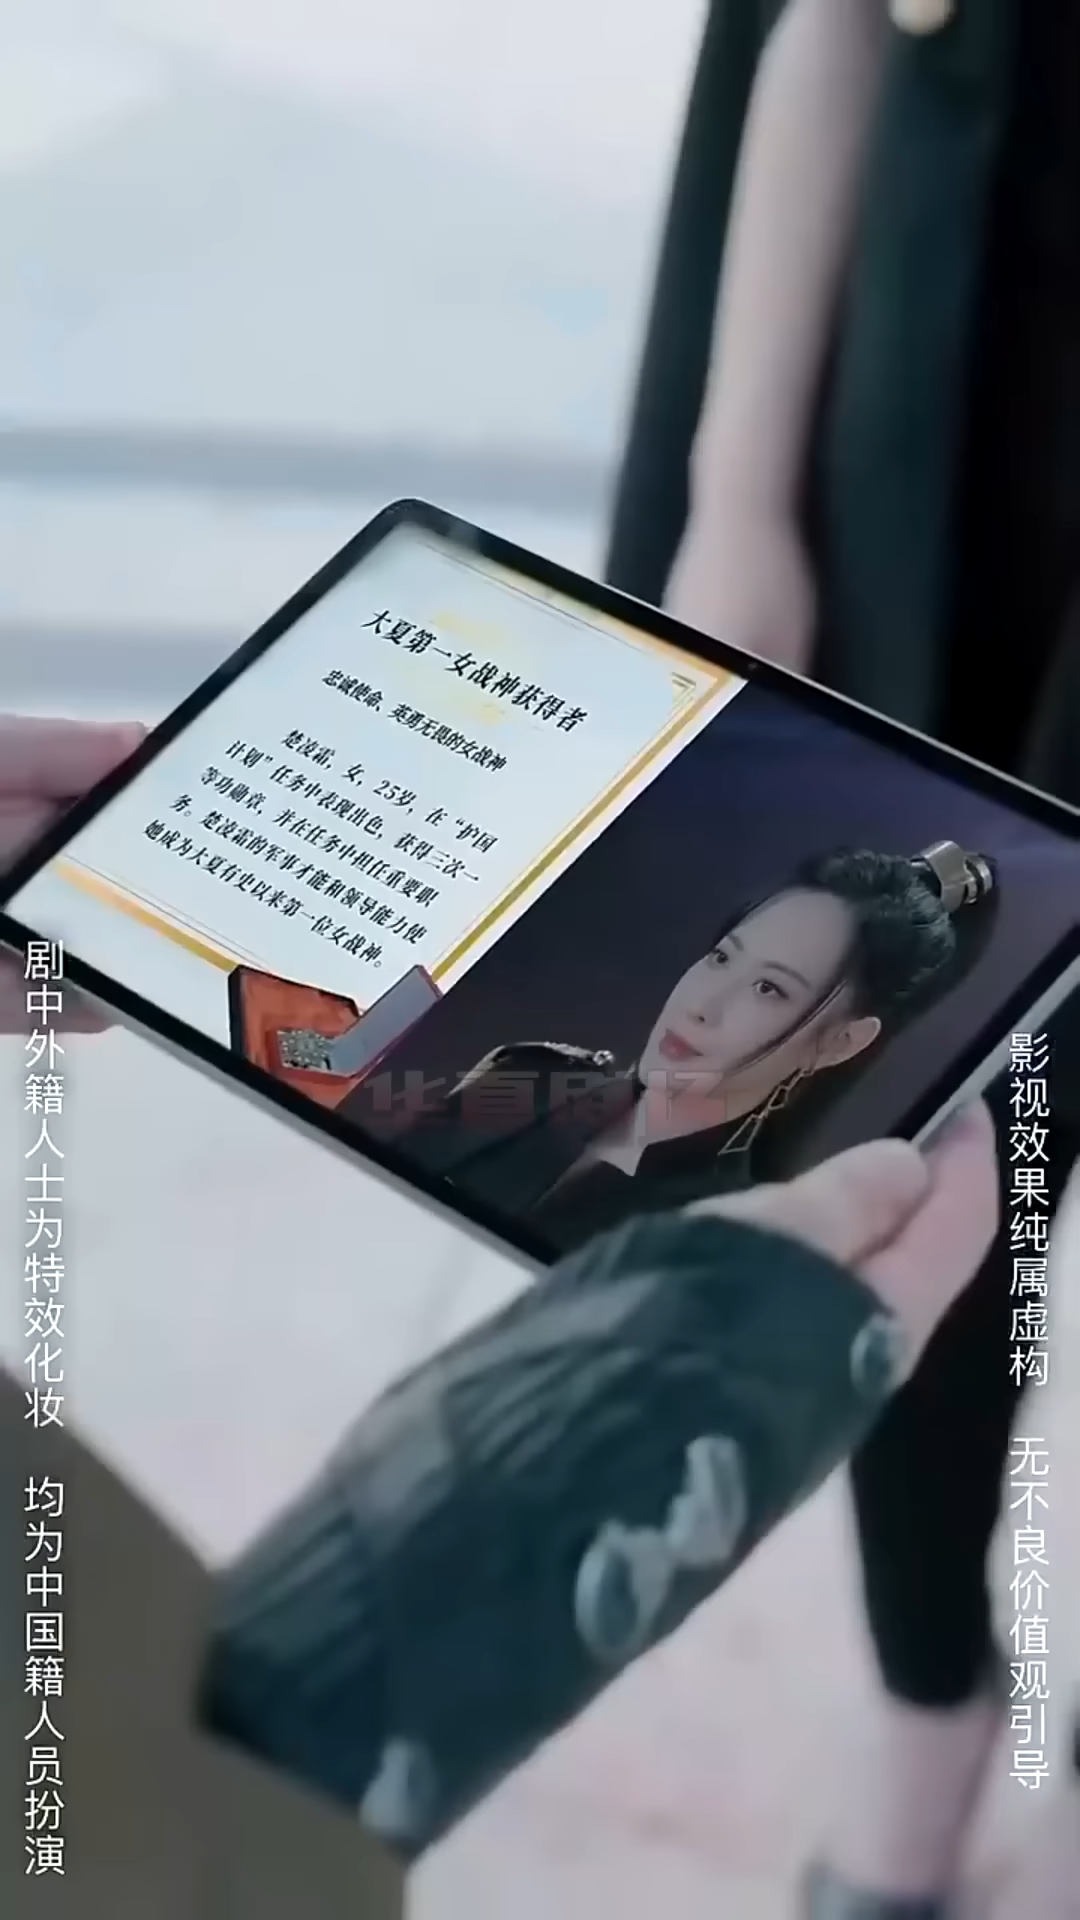 大夏第一女战神获得者
忠诚使命、英勇无畏的女战神
楚凌霜，女，25岁，在“护国
计划”任务中表现出色，获得三次一
等功勋章，并在任务中担任重要职
务。楚凌霜的军事才能和领导能力使
她成为大夏有史以来第一位女战神。
剧中外籍人士为特效化妆 均为中国籍人员扮演
影视效果纯属虚构 无不良价值观引导